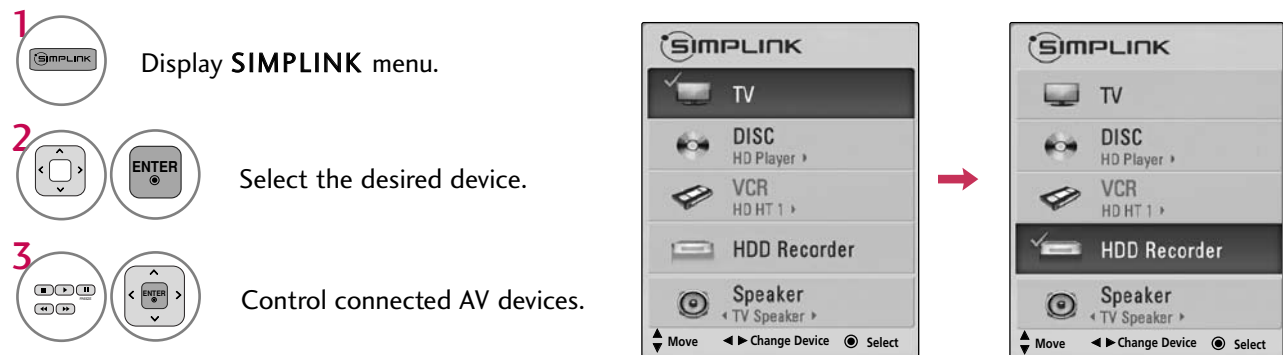 1
SIMPLINK
Display SIMPLINK menu.
2
ENTER
Select the desired device.
3
ENTER
Control connected AV devices.
SIMPLINK
TV
DISC
HD Player
VCR
HD HT 1
HDD Recorder
Speaker
TV Speaker
Move Change Device Select
SIMPLINK
TV
DISC
HD Player
VCR
HD HT 1
HDD Recorder
Speaker
TV Speaker
Move Change Device Select